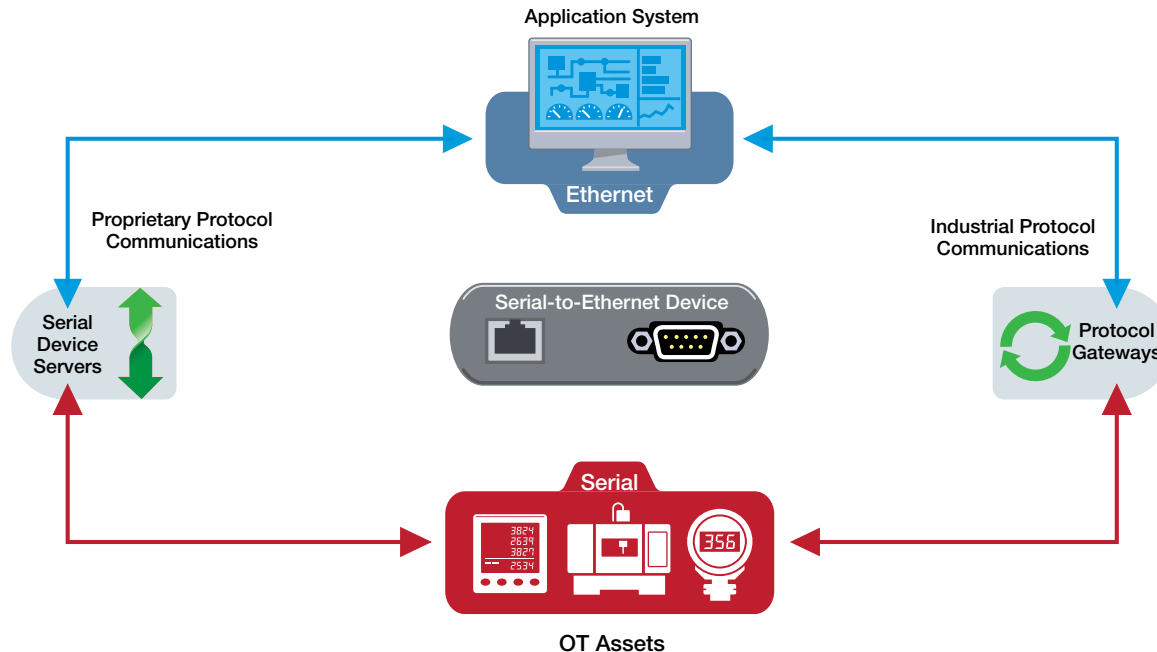 Application System
Ethernet
Proprietary Protocol
Communications
Industrial Protocol
Communications
Serial
Device
Servers
Serial-to-Ethernet Device
Protocol
Gateways
Serial
3824
2639
3827
2534
356
OT Assets